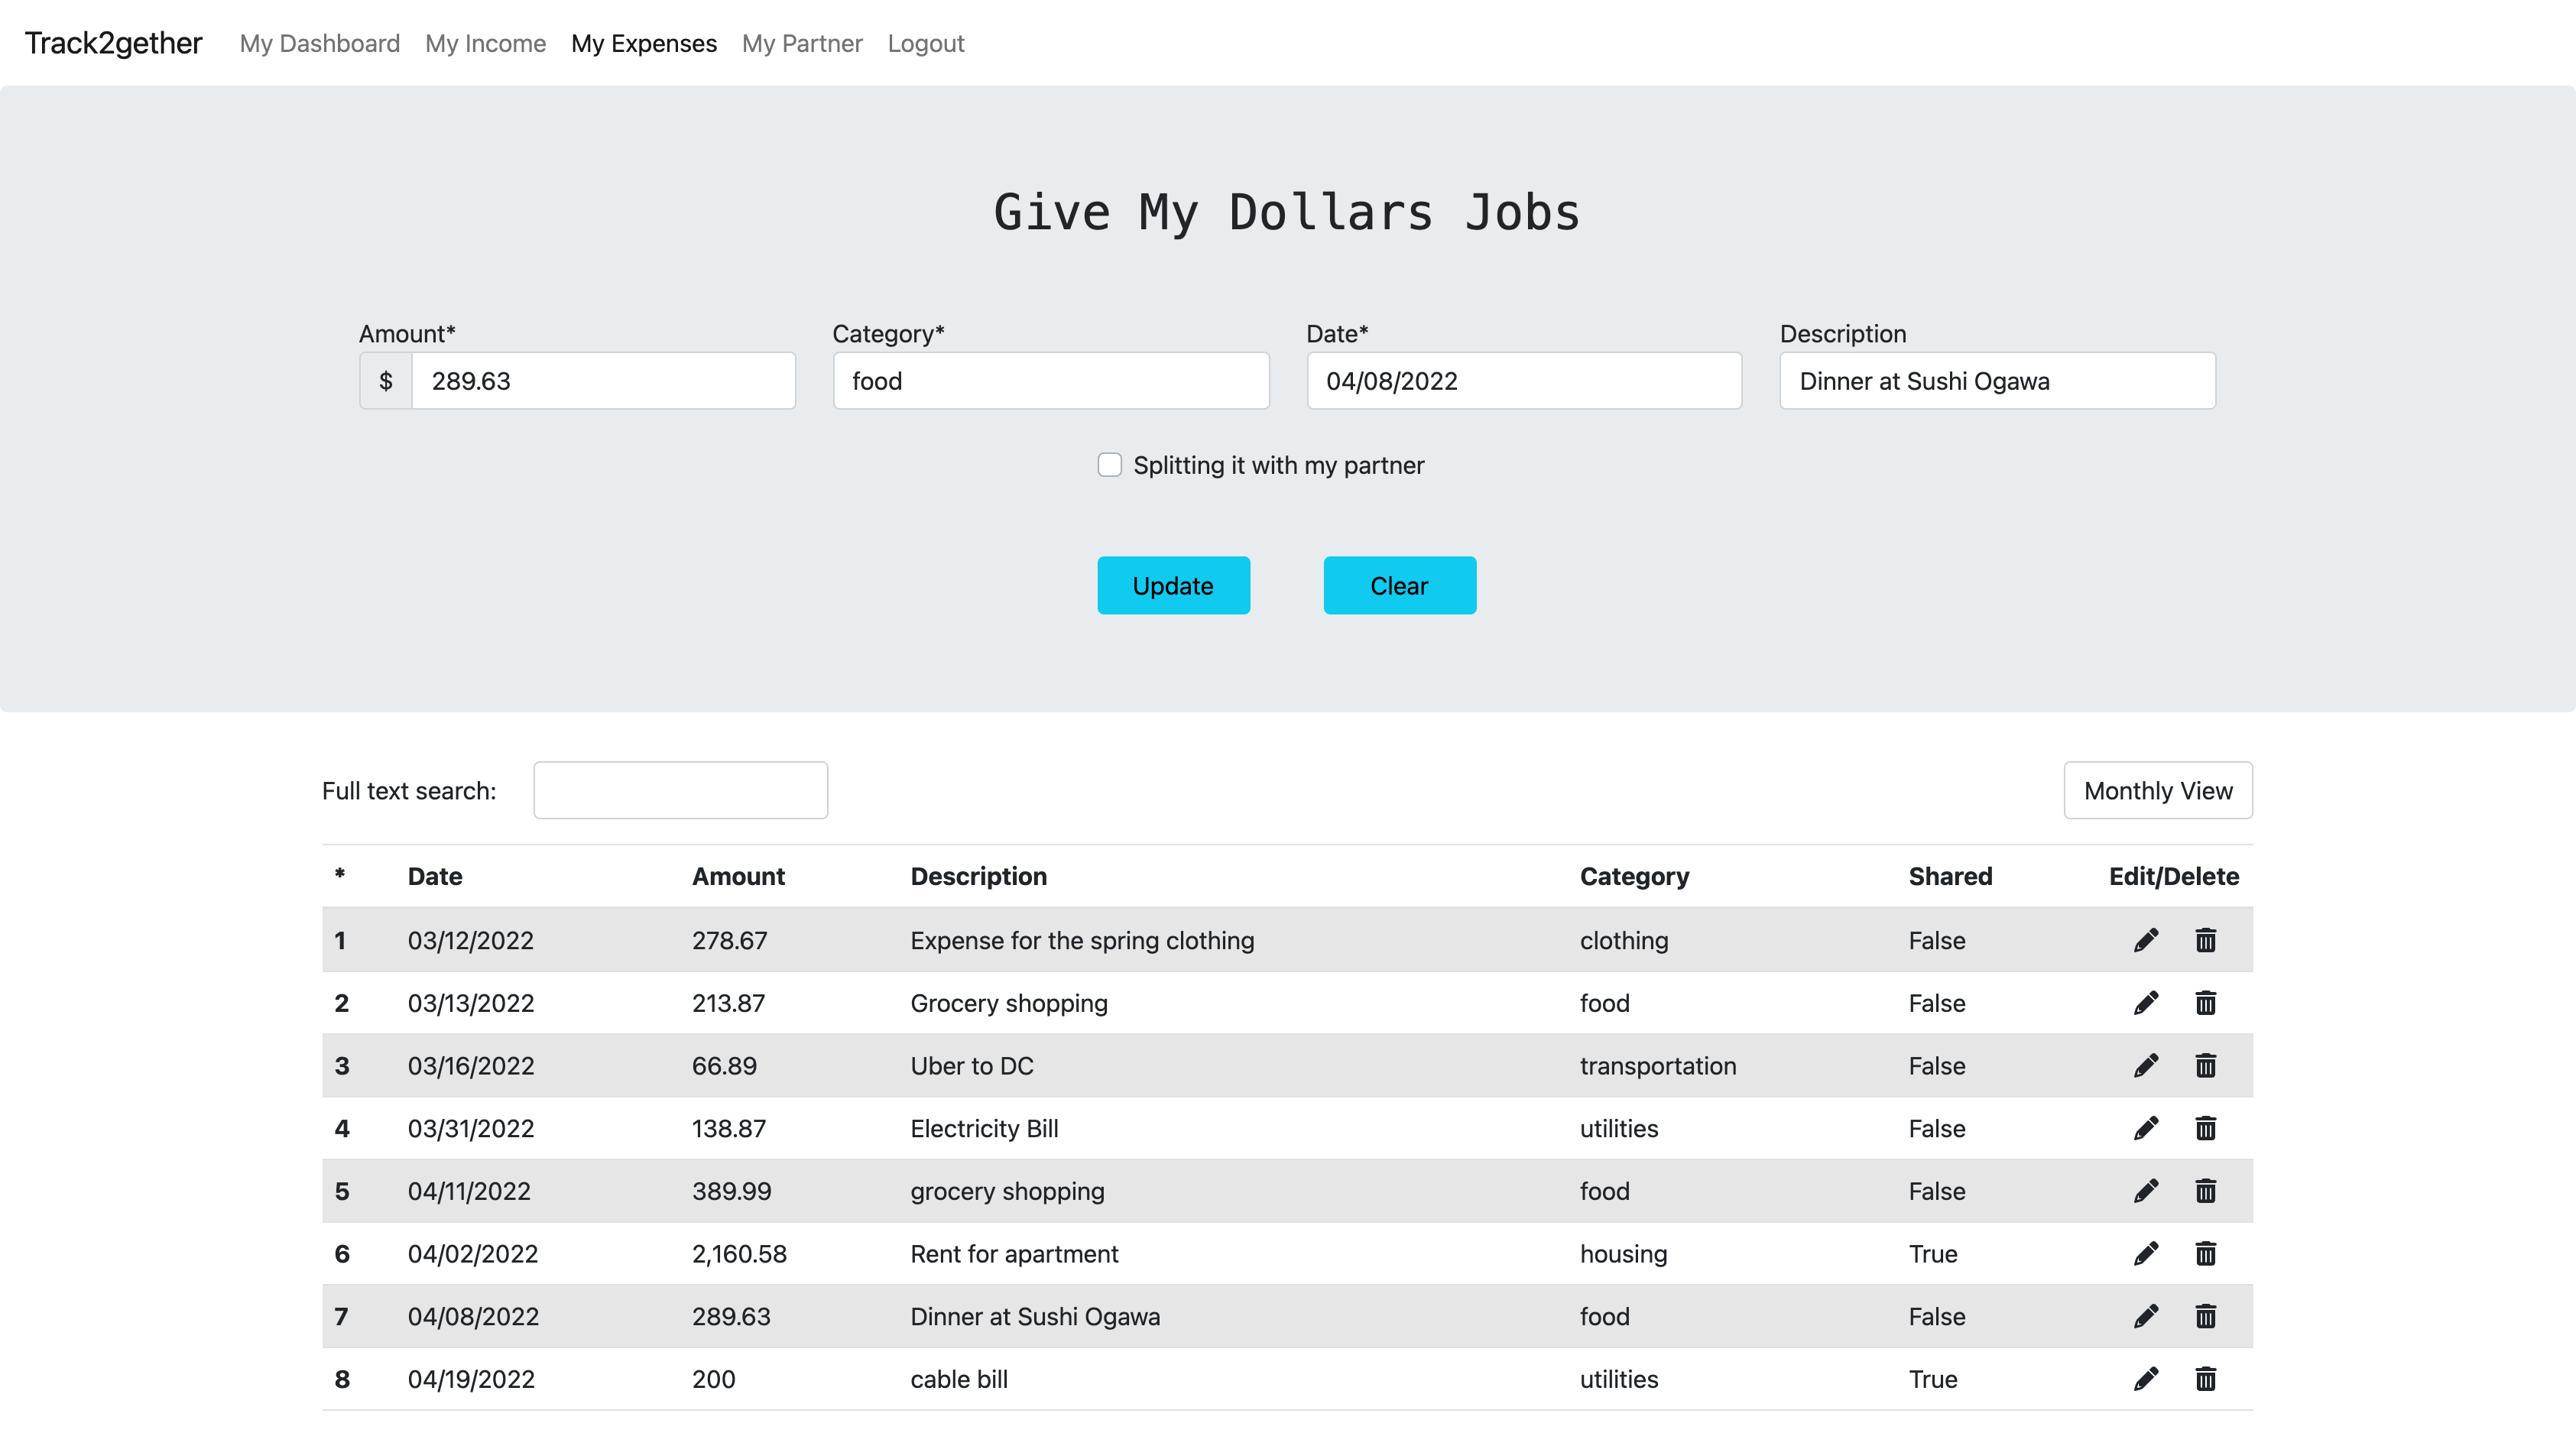 Track2gether My Dashboard My Income My Expenses My Partner Logout
Give My Dollars Jobs
Amount* Category* Date* Description
$ 289.63 food 04/08/2022 Dinner at Sushi Ogawa
Splitting it with my partner
Update Clear
Full text search: Monthly View
* Date Amount Description Category Shared Edit/Delete
1 03/12/2022 278.67 Expense for the spring clothing clothing False
2 03/13/2022 213.87 Grocery shopping food False
3 03/16/2022 66.89 Uber to DC transportation False
4 03/31/2022 138.87 Electricity Bill utilities False
5 04/11/2022 389.99 grocery shopping food False
6 04/02/2022 2,160.58 Rent for apartment housing True
7 04/08/2022 289.63 Dinner at Sushi Ogawa food False
8 04/19/2022 200 cable bill utilities True